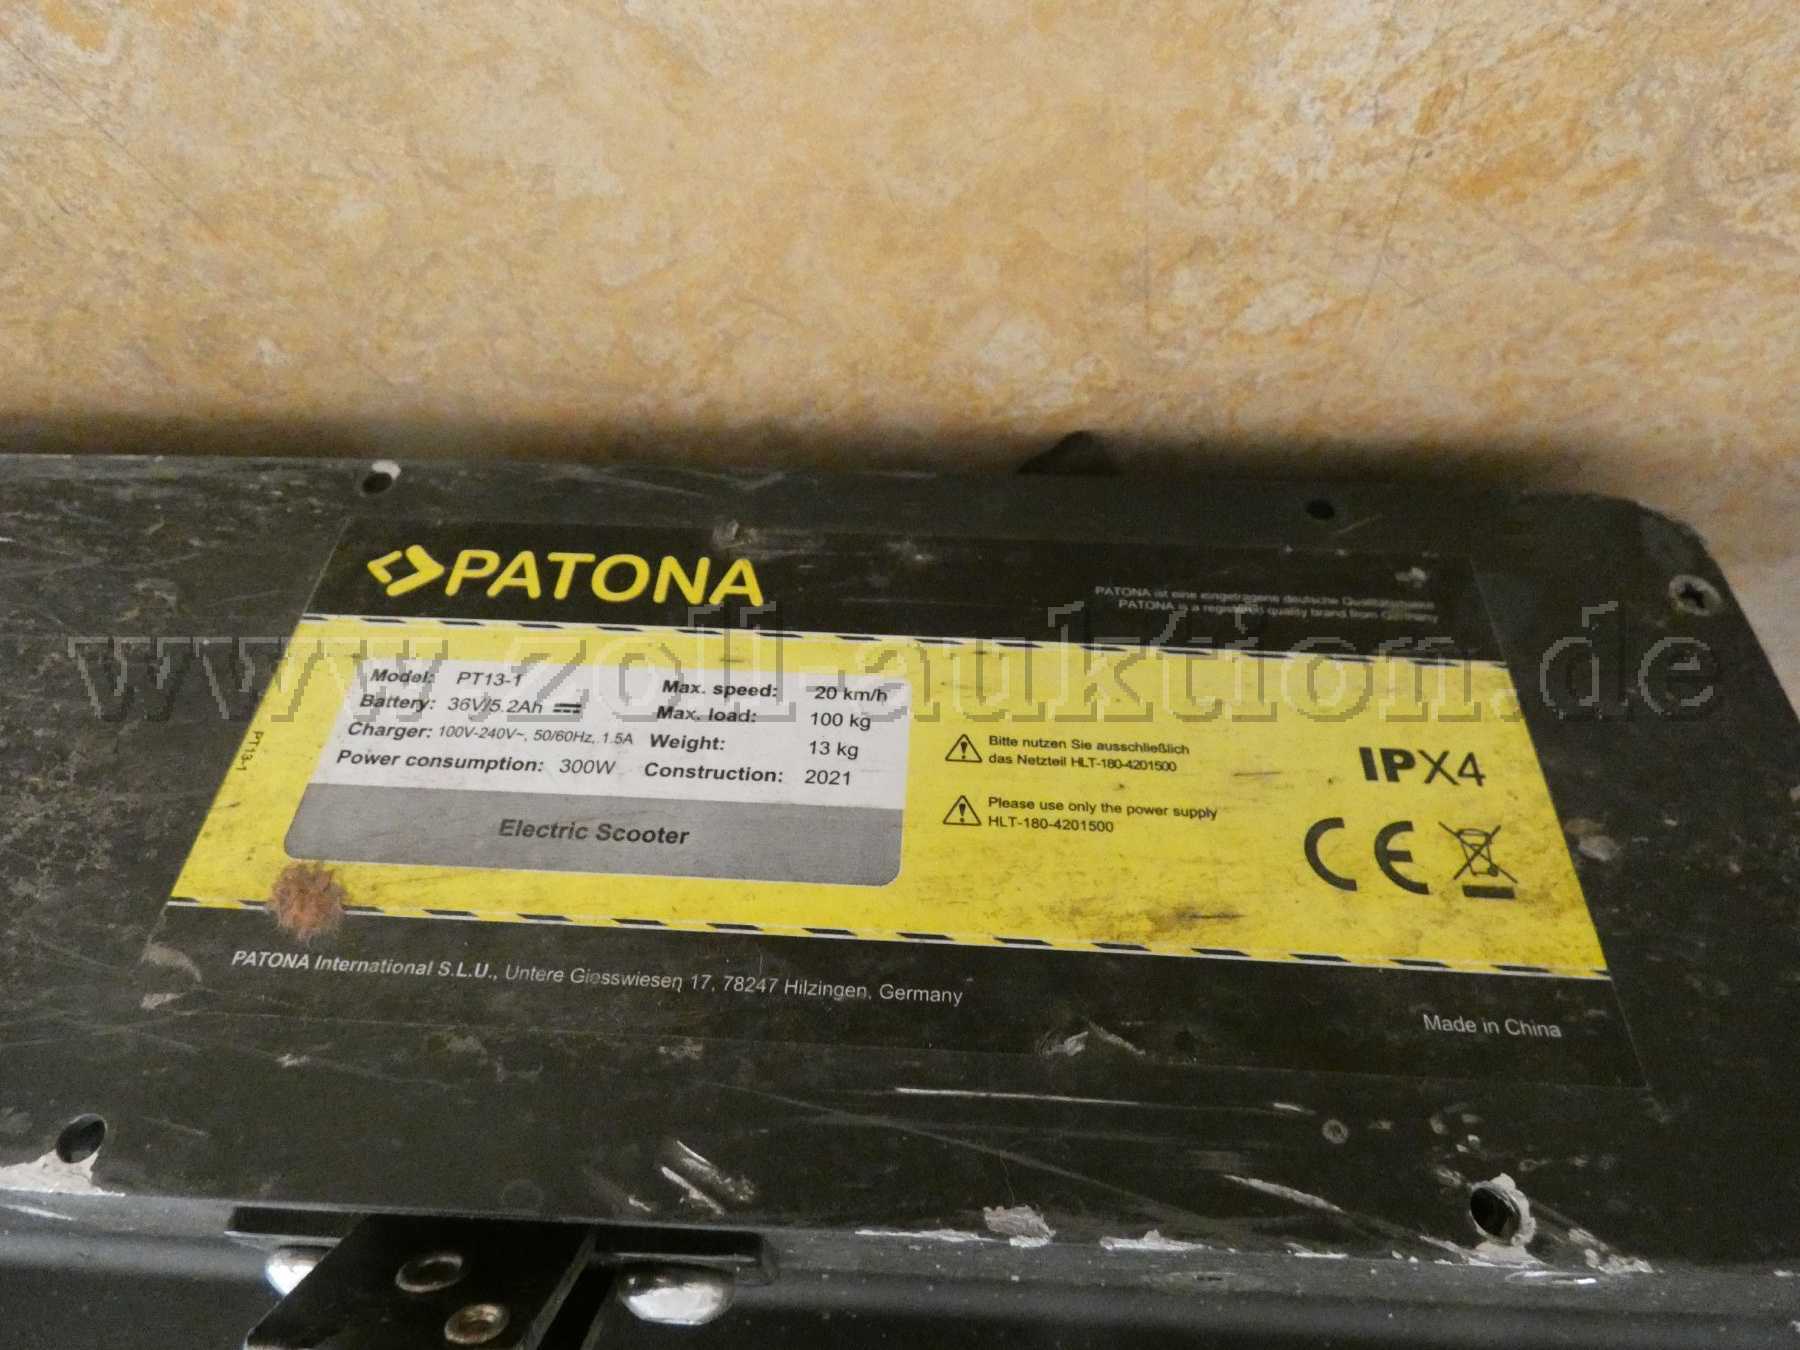 PATONA
PATONA ist eine eingetragene deutsche Qualitätsmarke
PATONA is a registered quality brand from Germany
www.zoll-auktion.de
Model: PT13-1
Battery: 36V/5.2Ah
Charger: 100V-240V~, 50/60Hz, 1.5A
Power consumption: 300W
Max. speed: 20 km/h
Max. load: 100 kg
Weight: 13 kg
Construction: 2021
Electric Scooter
PT13-1
Bitte nutzen Sie ausschließlich
das Netzteil HLT-180-4201500
Please use only the power supply
HLT-180-4201500
IPX4
CE
PATONA International S.L.U., Untere Giesswiesen 17, 78247 Hilzingen, Germany
Made in China